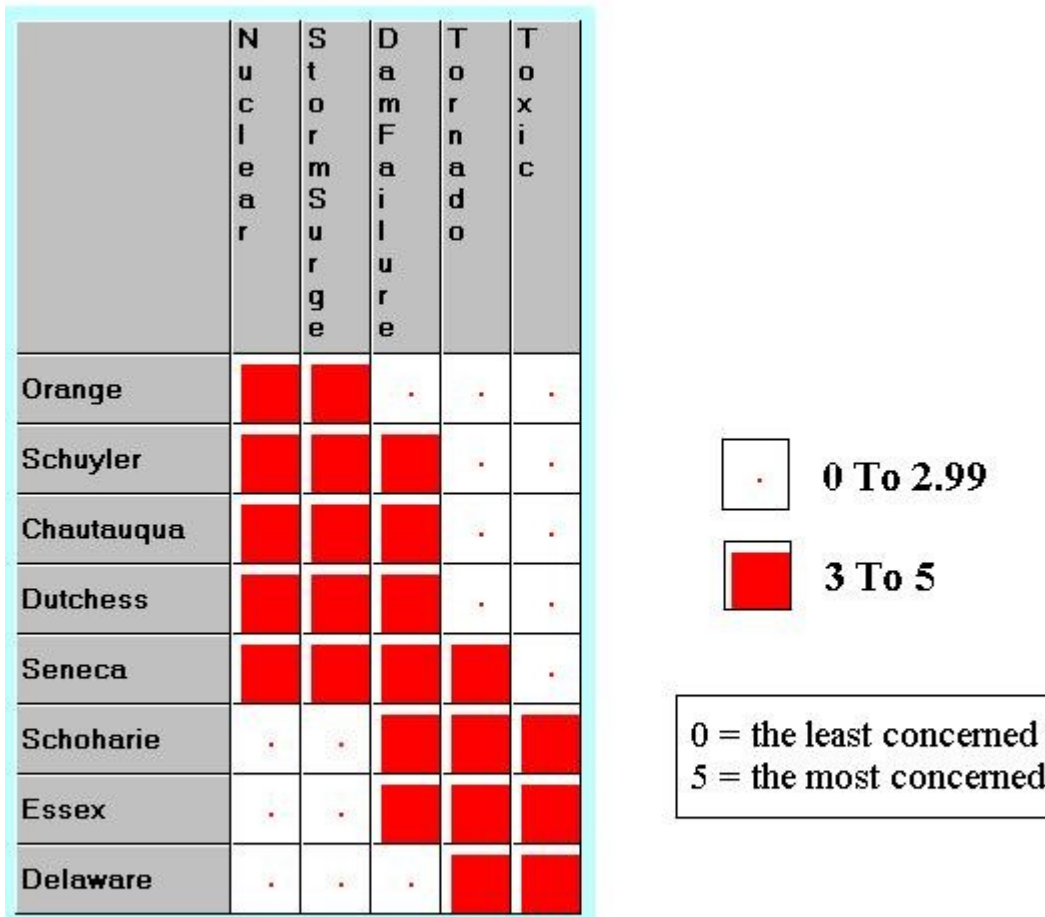 Nuclear
StormSurge
DamFailure
Tornado
Toxic
Orange
Schuyler
Chautauqua
Dutchess
Seneca
Schoharie
Essex
Delaware
0 To 2.99
3 To 5
0 = the least concerned
5 = the most concerned